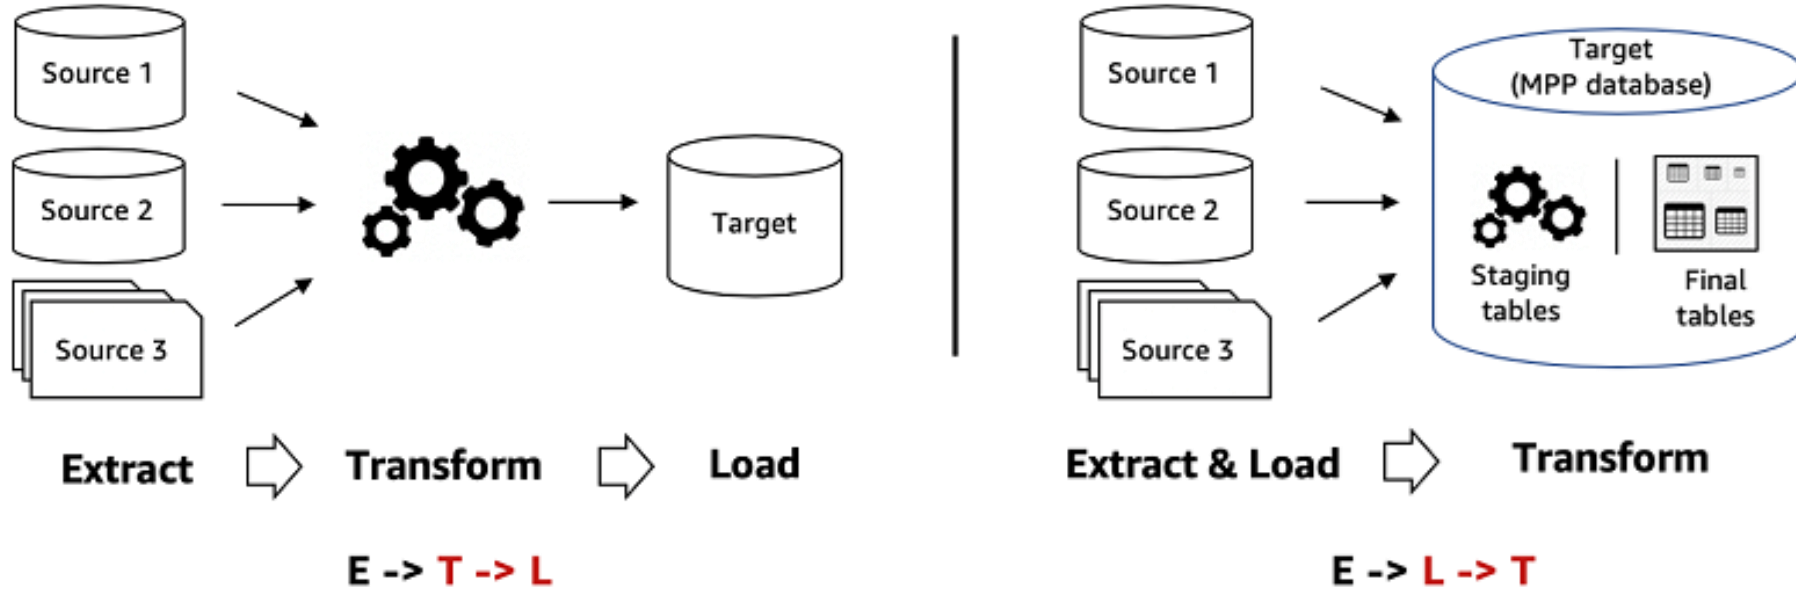 Source 1
Source 2
Source 3
Target
Extract
Transform
Load
E -> T -> L
Source 1
Source 2
Source 3
Target
(MPP database)
Staging
tables
Final
tables
Extract & Load
Transform
E -> L -> T